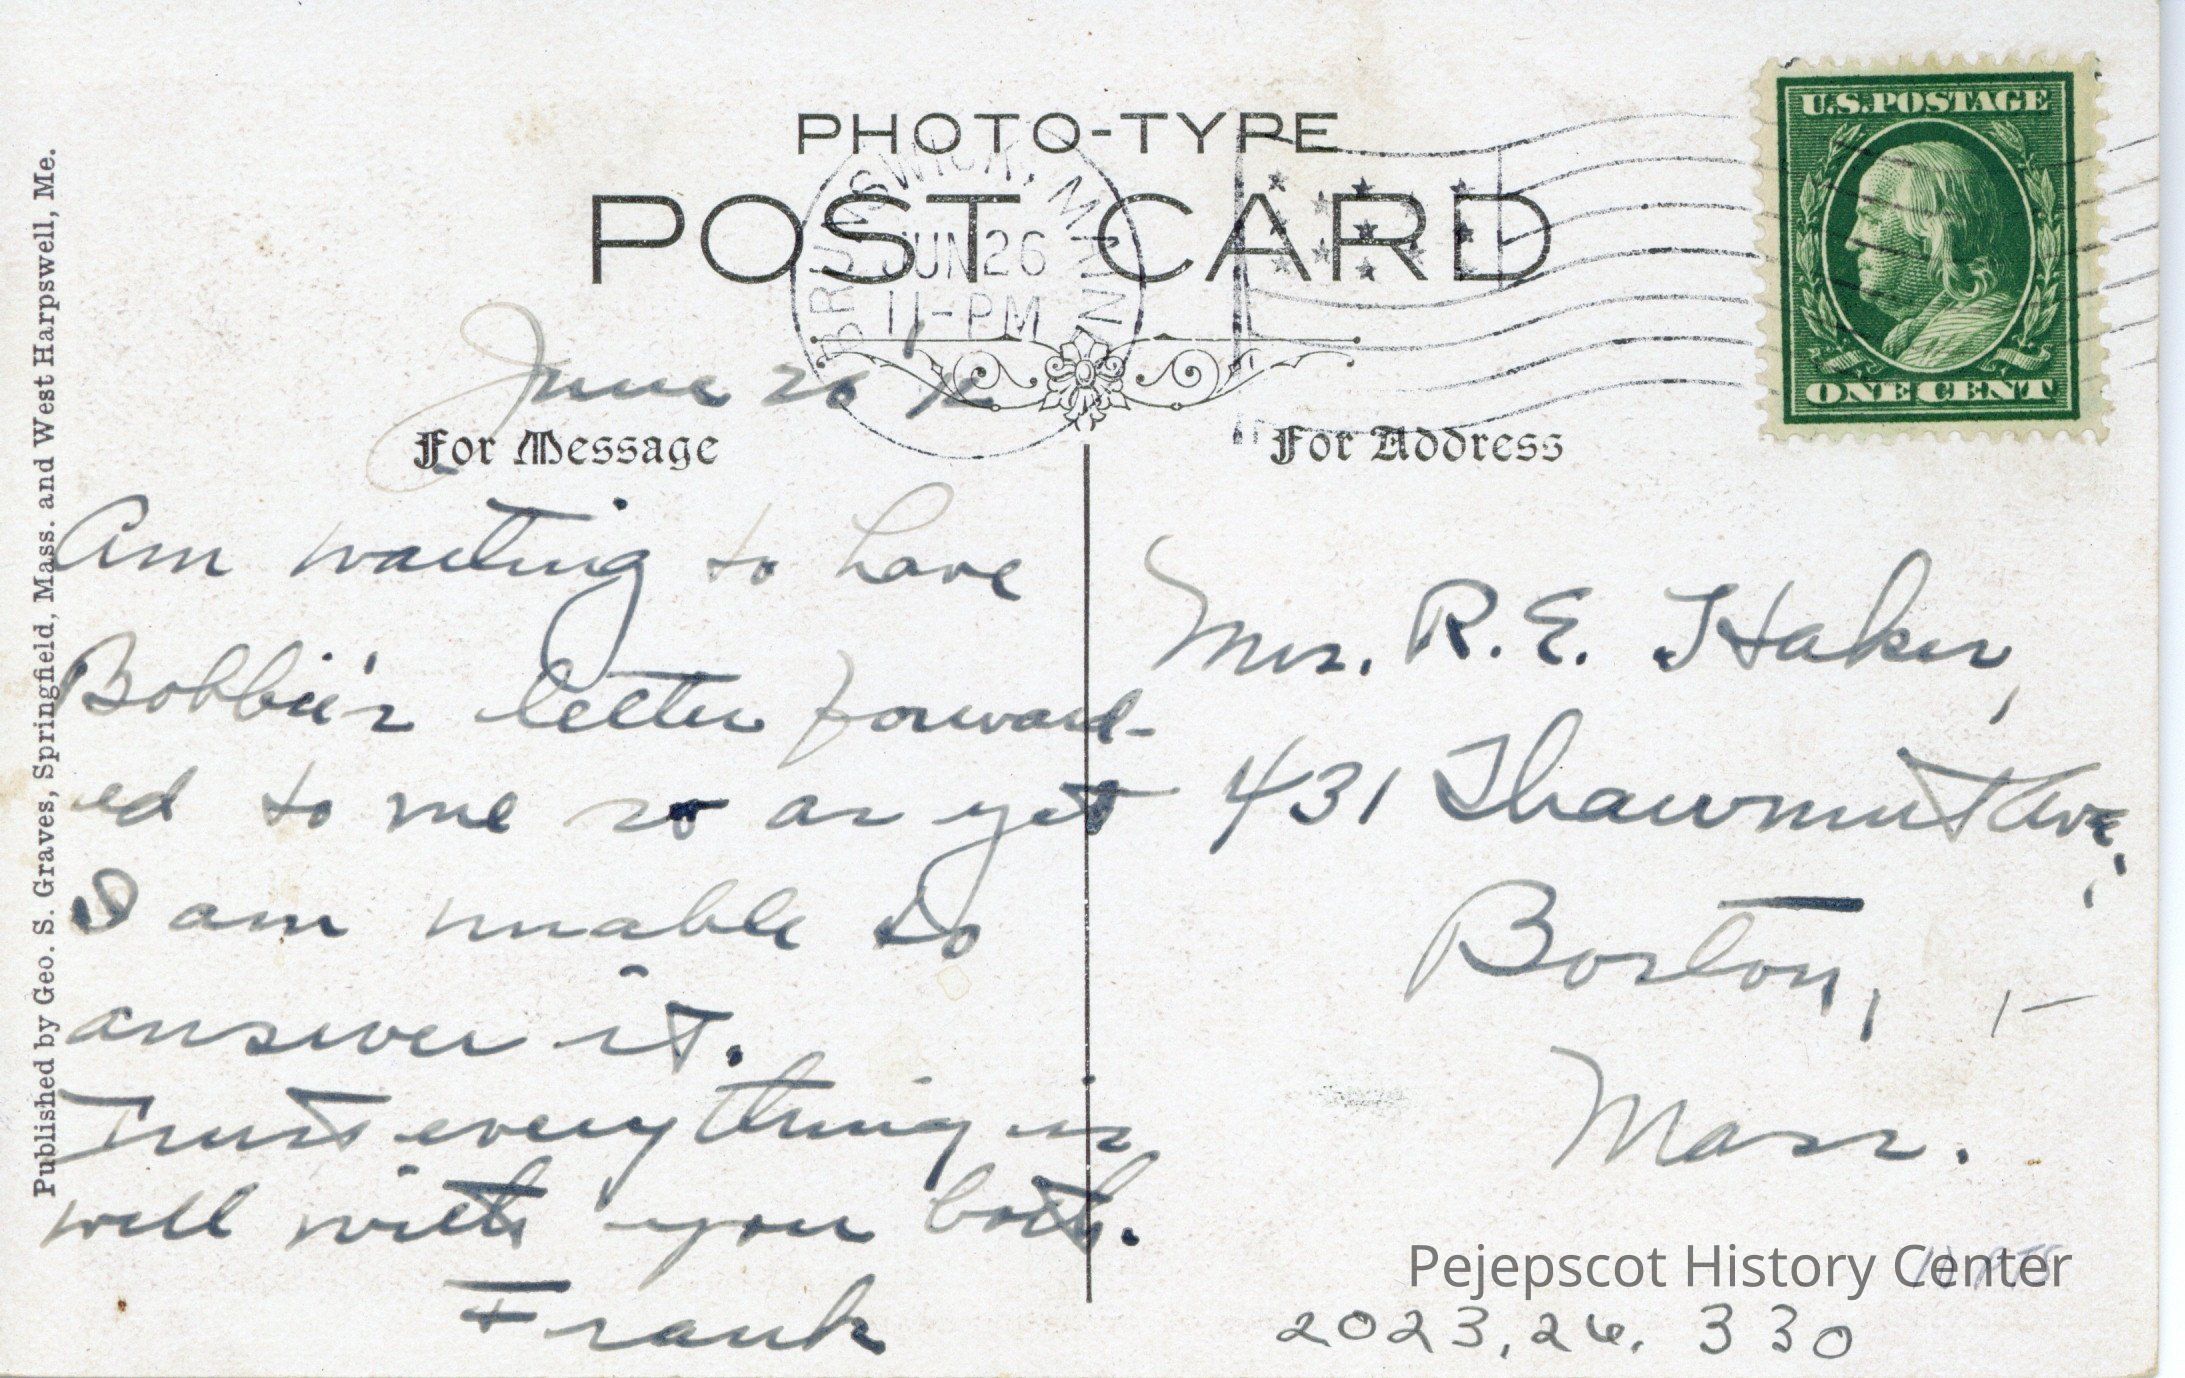 PHOTO-TYPE
POST CARD
BRUNSWICK, MAINE
JUN 26
11-PM
U.S. POSTAGE
ONE CENT
June 26
For Message
For Address
Am waiting to have
Bobbie's letter forward-
ed to me so as yet
I am unable to
answer it.
Trust everything is
well with you both.
Frank
Mrs. R. E.
431 Shawmut Ave.,
Boston,
Mass.
Published by Geo. S. Graves, Springfield, Mass. and West Harpswell, Me.
Pejepscot History Center
2023.26.330